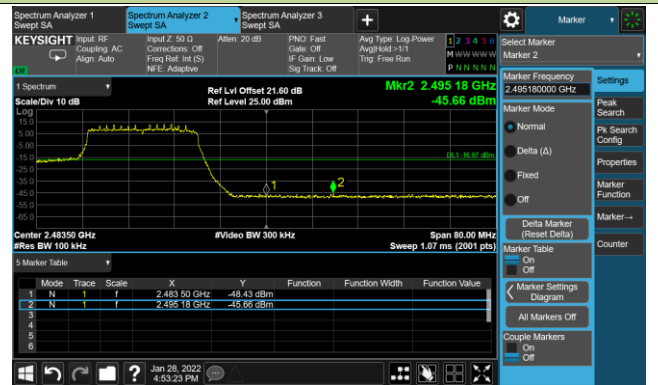 Spectrum Analyzer 1
Swept SA
Spectrum Analyzer 2
Swept SA
Spectrum Analyzer 3
Swept SA
+
Marker
KEYSIGHT
Input: RF
Coupling: AC
Align: Auto
Input Z: 50 Ω
Corrections: Off
Freq Ref: Int (S)
NFE: Adaptive
Atten: 20 dB
PNO: Fast
Gate: Off
IF Gain: Low
Sig Track: Off
Avg Type: Log-Power
Avg|Hold:>1/1
Trig: Free Run
1 2 3 4 5 6
M W W W W W
P N N N N N
Select Marker
Marker 2
1 Spectrum
Scale/Div 10 dB
Ref Lvl Offset 21.60 dB
Ref Level 25.00 dBm
Mkr2 2.495 18 GHz
-45.66 dBm
Log
15.0
5.00
-5.00
-15.0
-25.0
-35.0
-45.0
-55.0
-65.0
DL1 -16.97 dBm
1
2
Center 2.48350 GHz
#Res BW 100 kHz
#Video BW 300 kHz
Span 80.00 MHz
Sweep 1.07 ms (2001 pts)
5 Marker Table
Mode Trace Scale X Y Function Function Width Function Value
1 N 1 f 2.483 50 GHz -48.43 dBm
2 N 1 f 2.495 18 GHz -45.66 dBm
3
4
5
6
Marker Frequency
2.495180000 GHz
Marker Mode
Normal
Delta (Δ)
Fixed
Off
Delta Marker
(Reset Delta)
Marker Table
On
Off
Marker Settings
Diagram
All Markers Off
Couple Markers
On
Off
Settings
Peak
Search
Pk Search
Config
Properties
Marker
Function
Marker→
Counter
?
Jan 28, 2022
4:53:23 PM